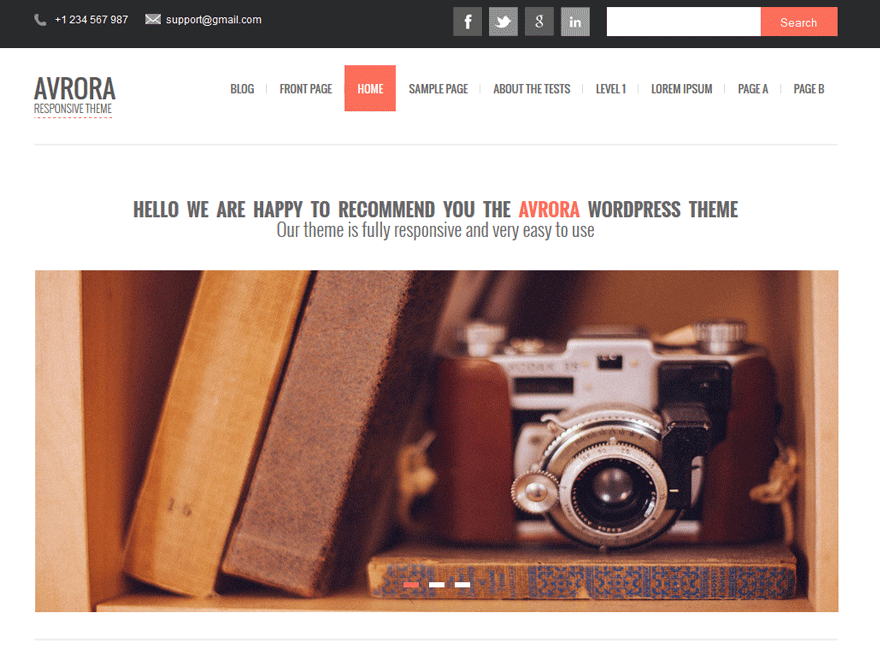 +1 234 567 987 support@gmail.com Search
AVRORA
RESPONSIVE THEME
BLOG FRONT PAGE HOME SAMPLE PAGE ABOUT THE TESTS LEVEL 1 LOREM IPSUM PAGE A PAGE B
HELLO WE ARE HAPPY TO RECOMMEND YOU THE AVRORA WORDPRESS THEME
Our theme is fully responsive and very easy to use